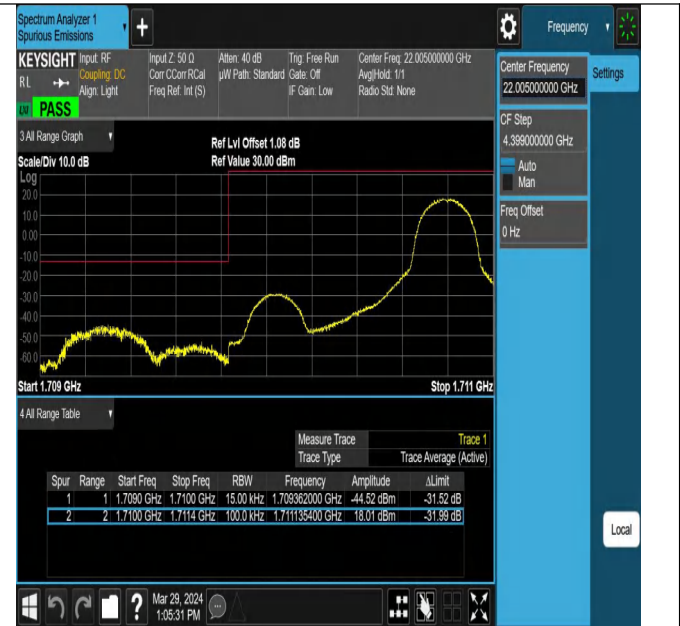 Spectrum Analyzer 1
Spurious Emissions
Frequency
KEYSIGHT
RL
Input: RF
Coupling: DC
Align: Light
Input Z: 50 Ω
Corr CCorr RCal
Freq Ref: Int (S)
Atten: 40 dB
µW Path: Standard
Trig: Free Run
Gate: Off
IF Gain: Low
Center Freq: 22.005000000 GHz
Avg|Hold: 1/1
Radio Std: None
PASS
Center Frequency
22.005000000 GHz
Settings
CF Step
4.399000000 GHz
Auto
Man
Freq Offset
0 Hz
3 All Range Graph
Scale/Div 10.0 dB
Ref Lvl Offset 1.08 dB
Ref Value 30.00 dBm
Log
20.0
10.0
0.00
-10.0
-20.0
-30.0
-40.0
-50.0
-60.0
Start 1.709 GHz
Stop 1.711 GHz
4 All Range Table
Measure Trace Trace 1
Trace Type Trace Average (Active)
Spur Range Start Freq Stop Freq RBW Frequency Amplitude ΔLimit
1 1 1.7090 GHz 1.7100 GHz 15.00 kHz 1.709362000 GHz -44.52 dBm -31.52 dB
2 2 1.7100 GHz 1.7114 GHz 100.0 kHz 1.711135400 GHz 18.01 dBm -31.99 dB
Local
?
Mar 29, 2024
1:05:31 PM